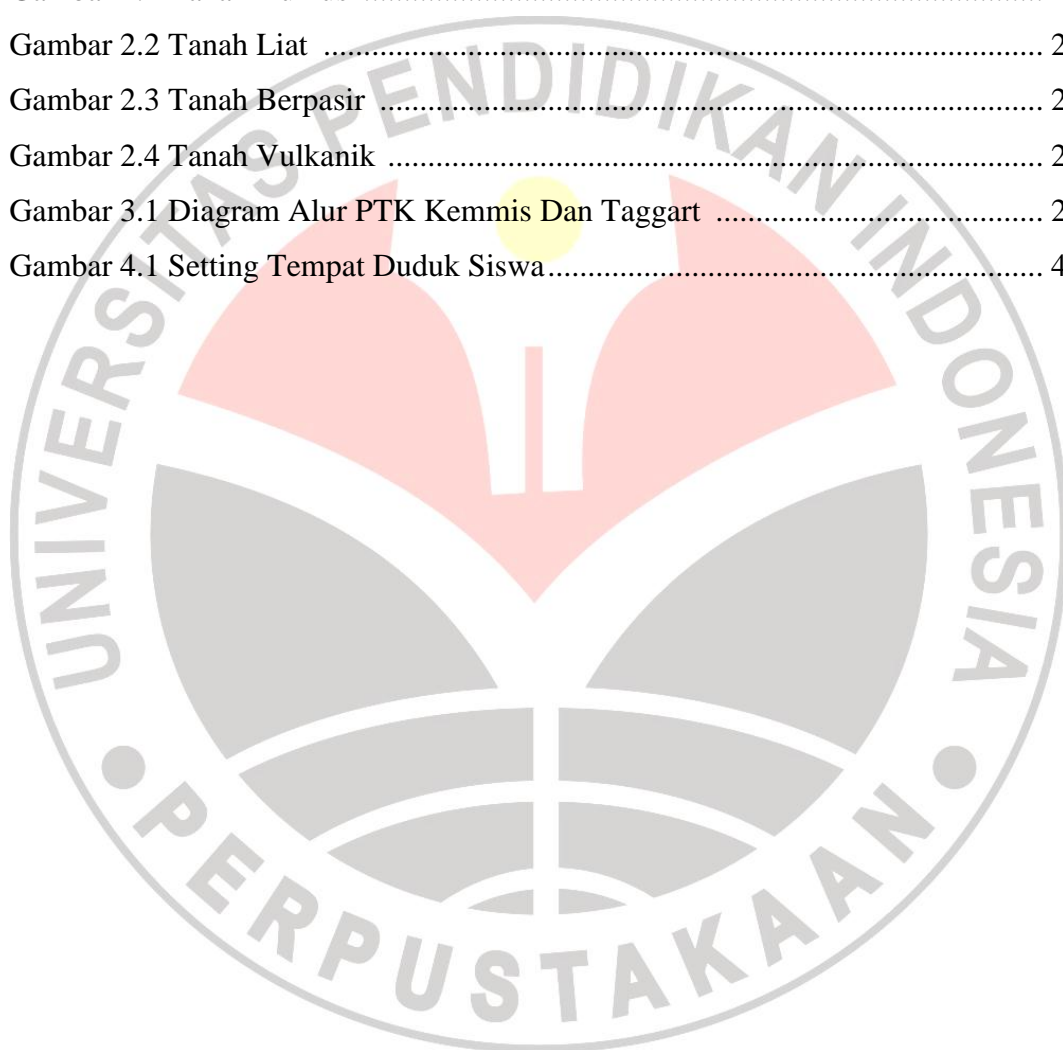 Gambar 2.2 Tanah Liat ........................................................................ 2
Gambar 2.3 Tanah Berpasir ................................................................. 2
Gambar 2.4 Tanah Vulkanik ................................................................ 2
Gambar 3.1 Diagram Alur PTK Kemmis Dan Taggart ................................ 2
Gambar 4.1 Setting Tempat Duduk Siswa ................................................. 4
UNIVERSITAS PENDIDIKAN INDONESIA
• PERPUSTAKAAN •